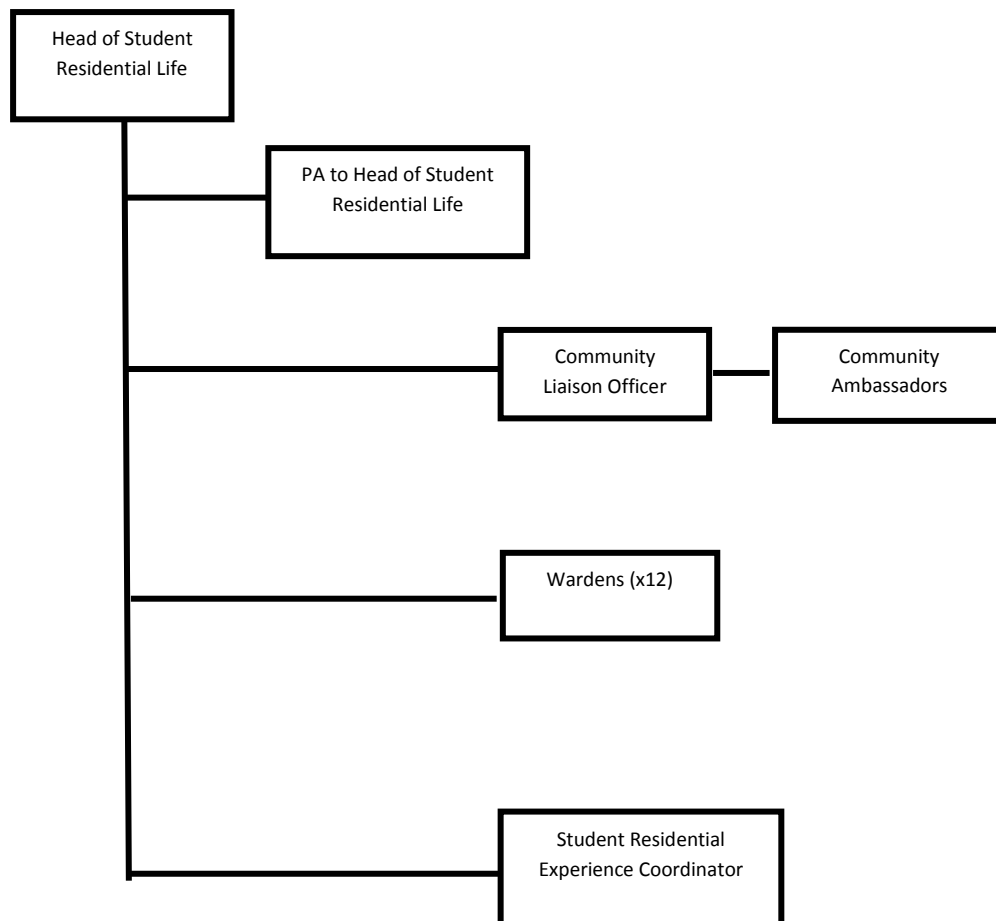 Head of Student
Residential Life
PA to Head of Student
Residential Life
Community
Liaison Officer
Community
Ambassadors
Wardens (x12)
Student Residential
Experience Coordinator